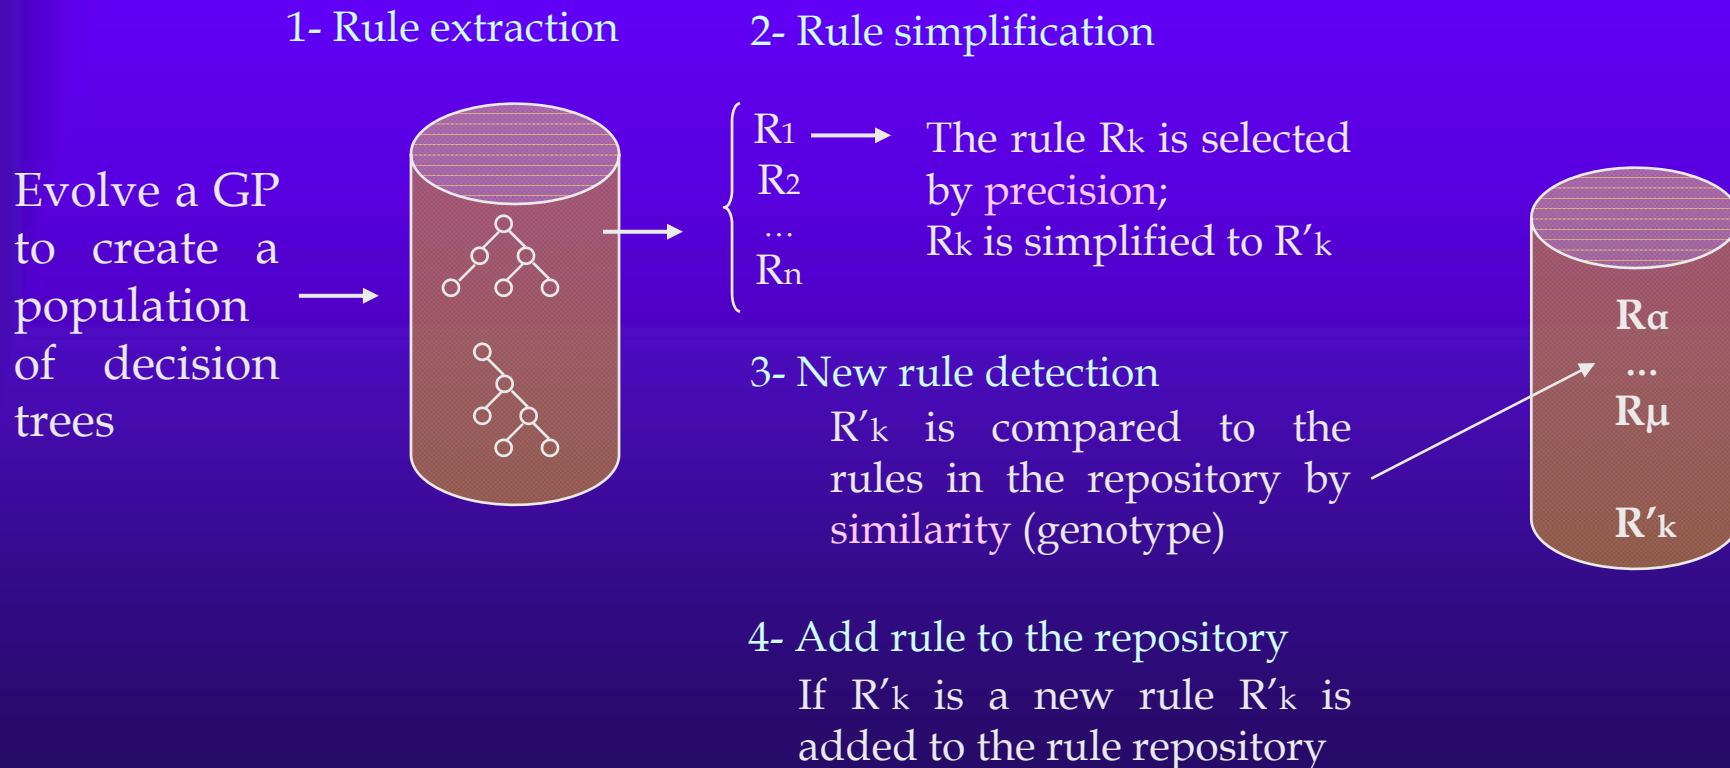 1- Rule extraction
Evolve a GP
to create a
population
of decision
trees
2- Rule simplification
R1
R2
...
Rn
The rule Rk is selected
by precision;
Rk is simplified to R’k
3- New rule detection
R’k is compared to the
rules in the repository by
similarity (genotype)
4- Add rule to the repository
If R’k is a new rule R’k is
added to the rule repository
Rα
...
Rμ
R’k